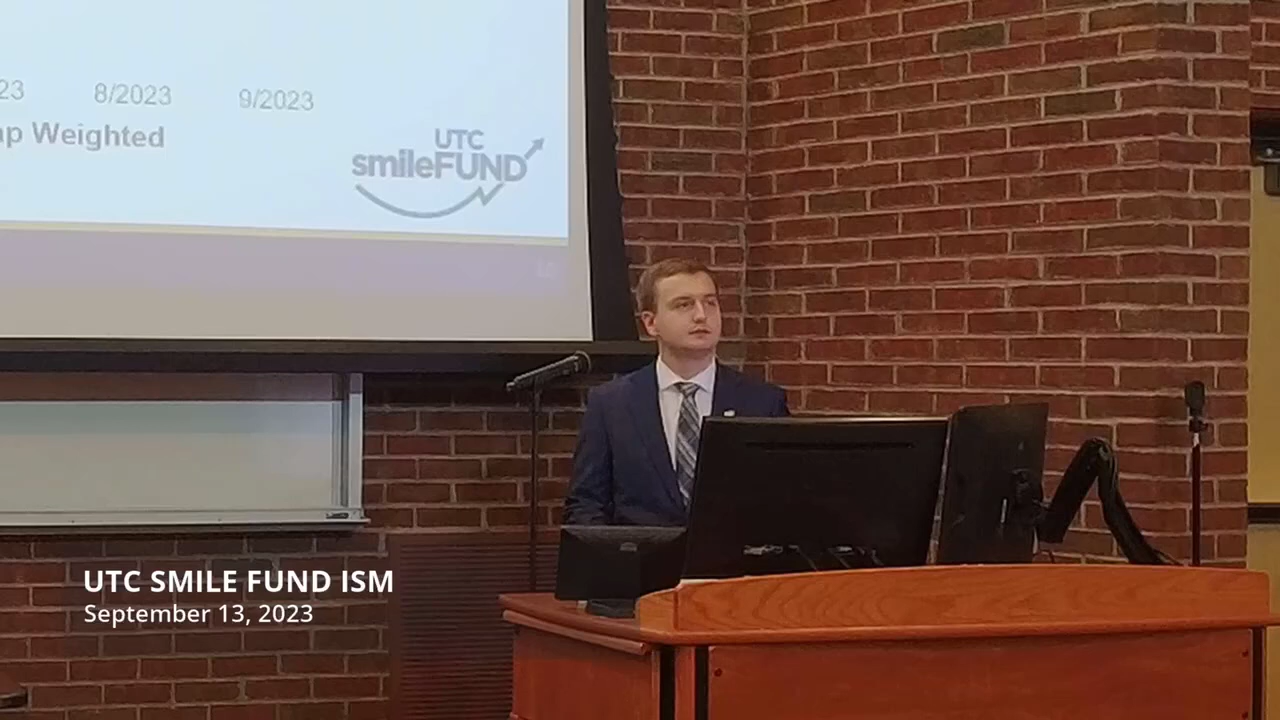 23 8/2023 9/2023
ap Weighted
UTC
smileFUND
UTC SMILE FUND ISM
September 13, 2023